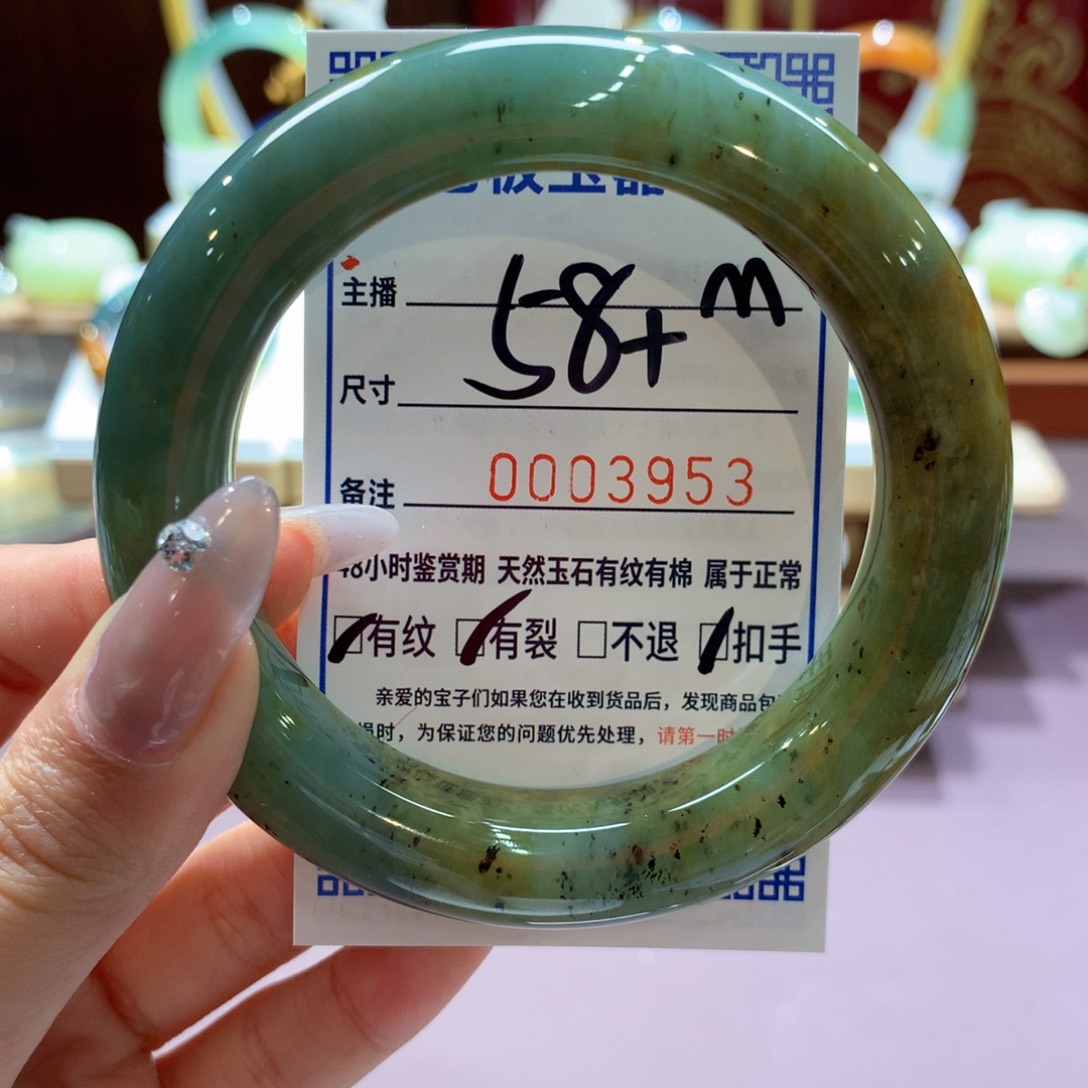 玉器
主播 m
58+
尺寸
备注 0003953
48小时鉴赏期 天然玉石有纹有棉 属于正常
有纹 有裂 不退 扣手
亲爱的宝子们如果您在收到货品后，发现商品包
损时，为保证您的问题优先处理，请第一时